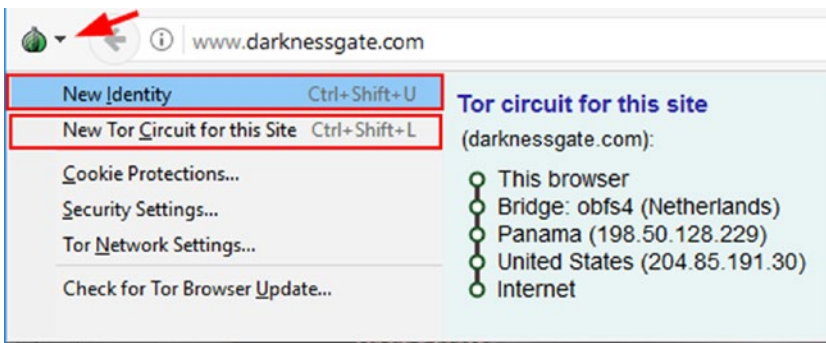 www.darknessgate.com
New Identity Ctrl+Shift+U
New Tor Circuit for this Site Ctrl+Shift+L
Cookie Protections...
Security Settings...
Tor Network Settings...
Check for Tor Browser Update...
Tor circuit for this site
(darknessgate.com):
This browser
Bridge: obfs4 (Netherlands)
Panama (198.50.128.229)
United States (204.85.191.30)
Internet